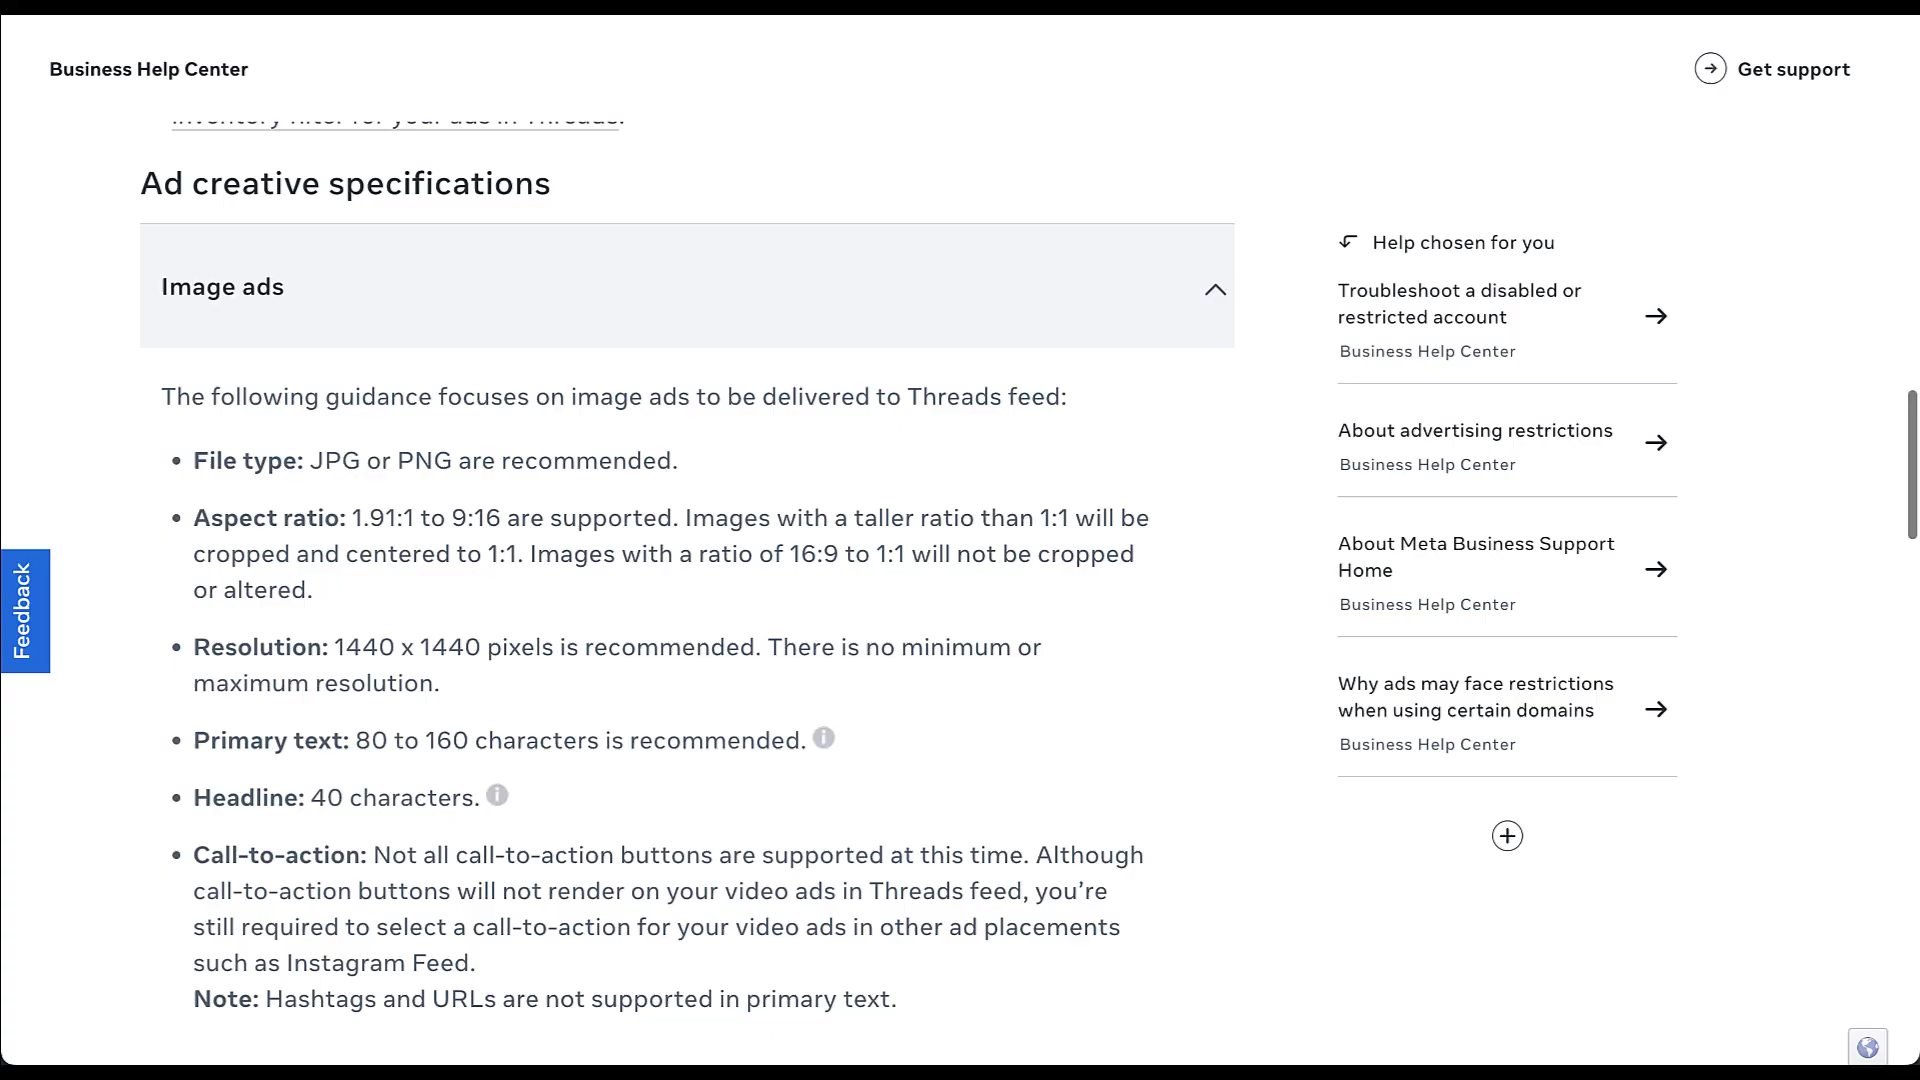 Business Help Center
Get support
inventory filter for your ads in Threads.
Ad creative specifications
Image ads
The following guidance focuses on image ads to be delivered to Threads feed:
• File type: JPG or PNG are recommended.
• Aspect ratio: 1.91:1 to 9:16 are supported. Images with a taller ratio than 1:1 will be
cropped and centered to 1:1. Images with a ratio of 16:9 to 1:1 will not be cropped
or altered.
• Resolution: 1440 x 1440 pixels is recommended. There is no minimum or
maximum resolution.
• Primary text: 80 to 160 characters is recommended.
• Headline: 40 characters.
• Call-to-action: Not all call-to-action buttons are supported at this time. Although
call-to-action buttons will not render on your video ads in Threads feed, you’re
still required to select a call-to-action for your video ads in other ad placements
such as Instagram Feed.
Note: Hashtags and URLs are not supported in primary text.
Help chosen for you
Troubleshoot a disabled or
restricted account
Business Help Center
About advertising restrictions
Business Help Center
About Meta Business Support
Home
Business Help Center
Why ads may face restrictions
when using certain domains
Business Help Center
Feedback